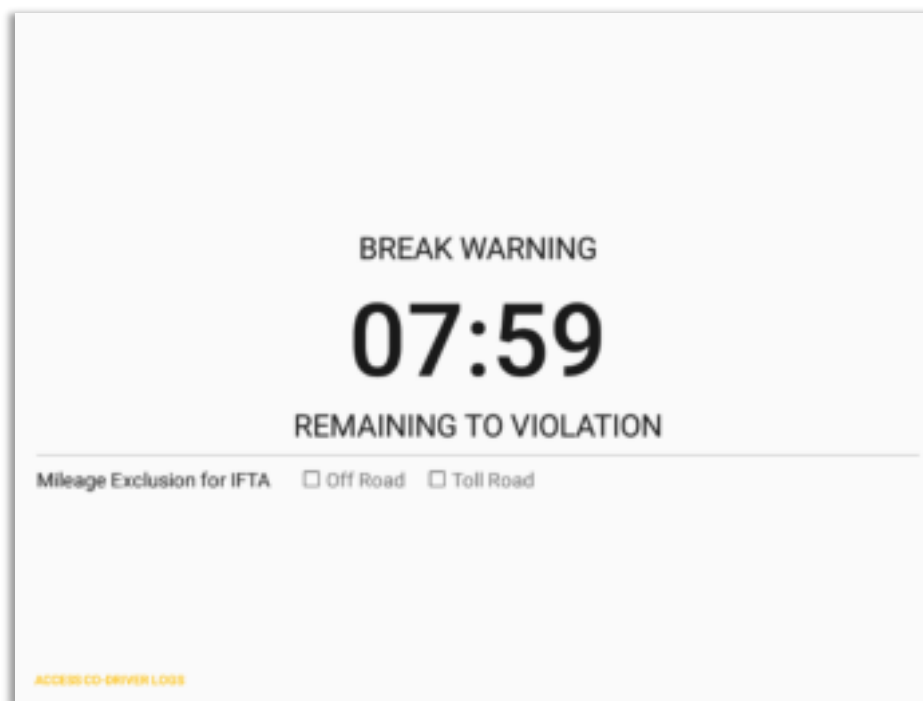 BREAK WARNING
07:59
REMAINING TO VIOLATION
Mileage Exclusion for IFTA ☐ Off Road ☐ Toll Road
ACCESS CO-DRIVER LOGS